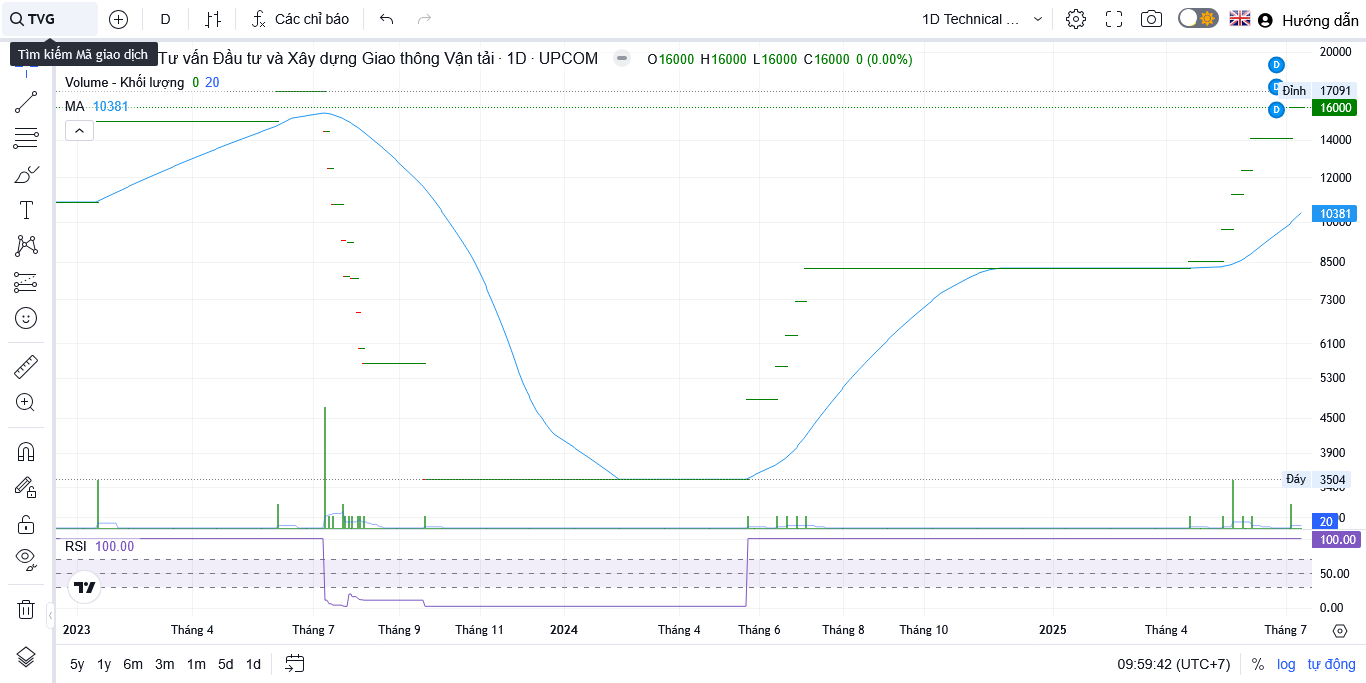 TVG
D
Các chỉ báo
1D Technical ...
Hướng dẫn
Tìm kiếm Mã giao dịch
Tư vấn Đầu tư và Xây dựng Giao thông Vận tải · 1D · UPCOM
O16000 H16000 L16000 C16000 0 (0.00%)
Volume - Khối lượng 0 20
MA 10381
20000
D
D
Đỉnh 17091
D
16000
14000
12000
10381
10000
8500
7300
6100
5300
4500
3900
Đáy 3504
20
RSI 100.00
100.00
50.00
0.00
2023 Tháng 4 Tháng 7 Tháng 9 Tháng 11 2024 Tháng 4 Tháng 6 Tháng 8 Tháng 10 2025 Tháng 4 Tháng 7
5y 1y 6m 3m 1m 5d 1d
09:59:42 (UTC+7) % log tự động